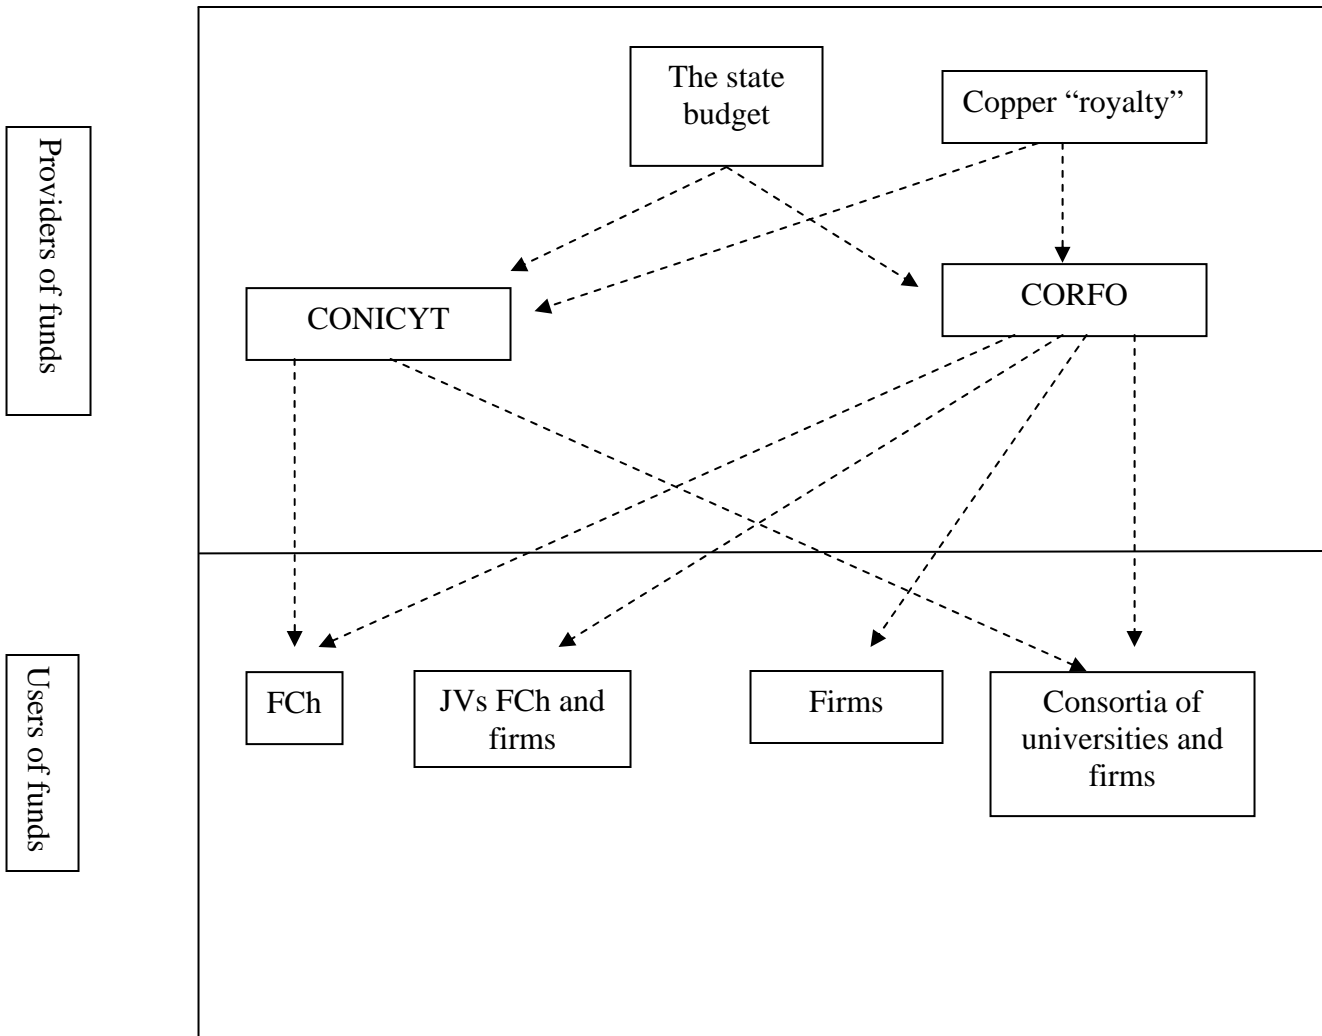 The state
budget
Copper “royalty”
Providers of funds
CONICYT
CORFO
Users of funds
FCh
JVs FCh and
firms
Firms
Consortia of
universities and
firms